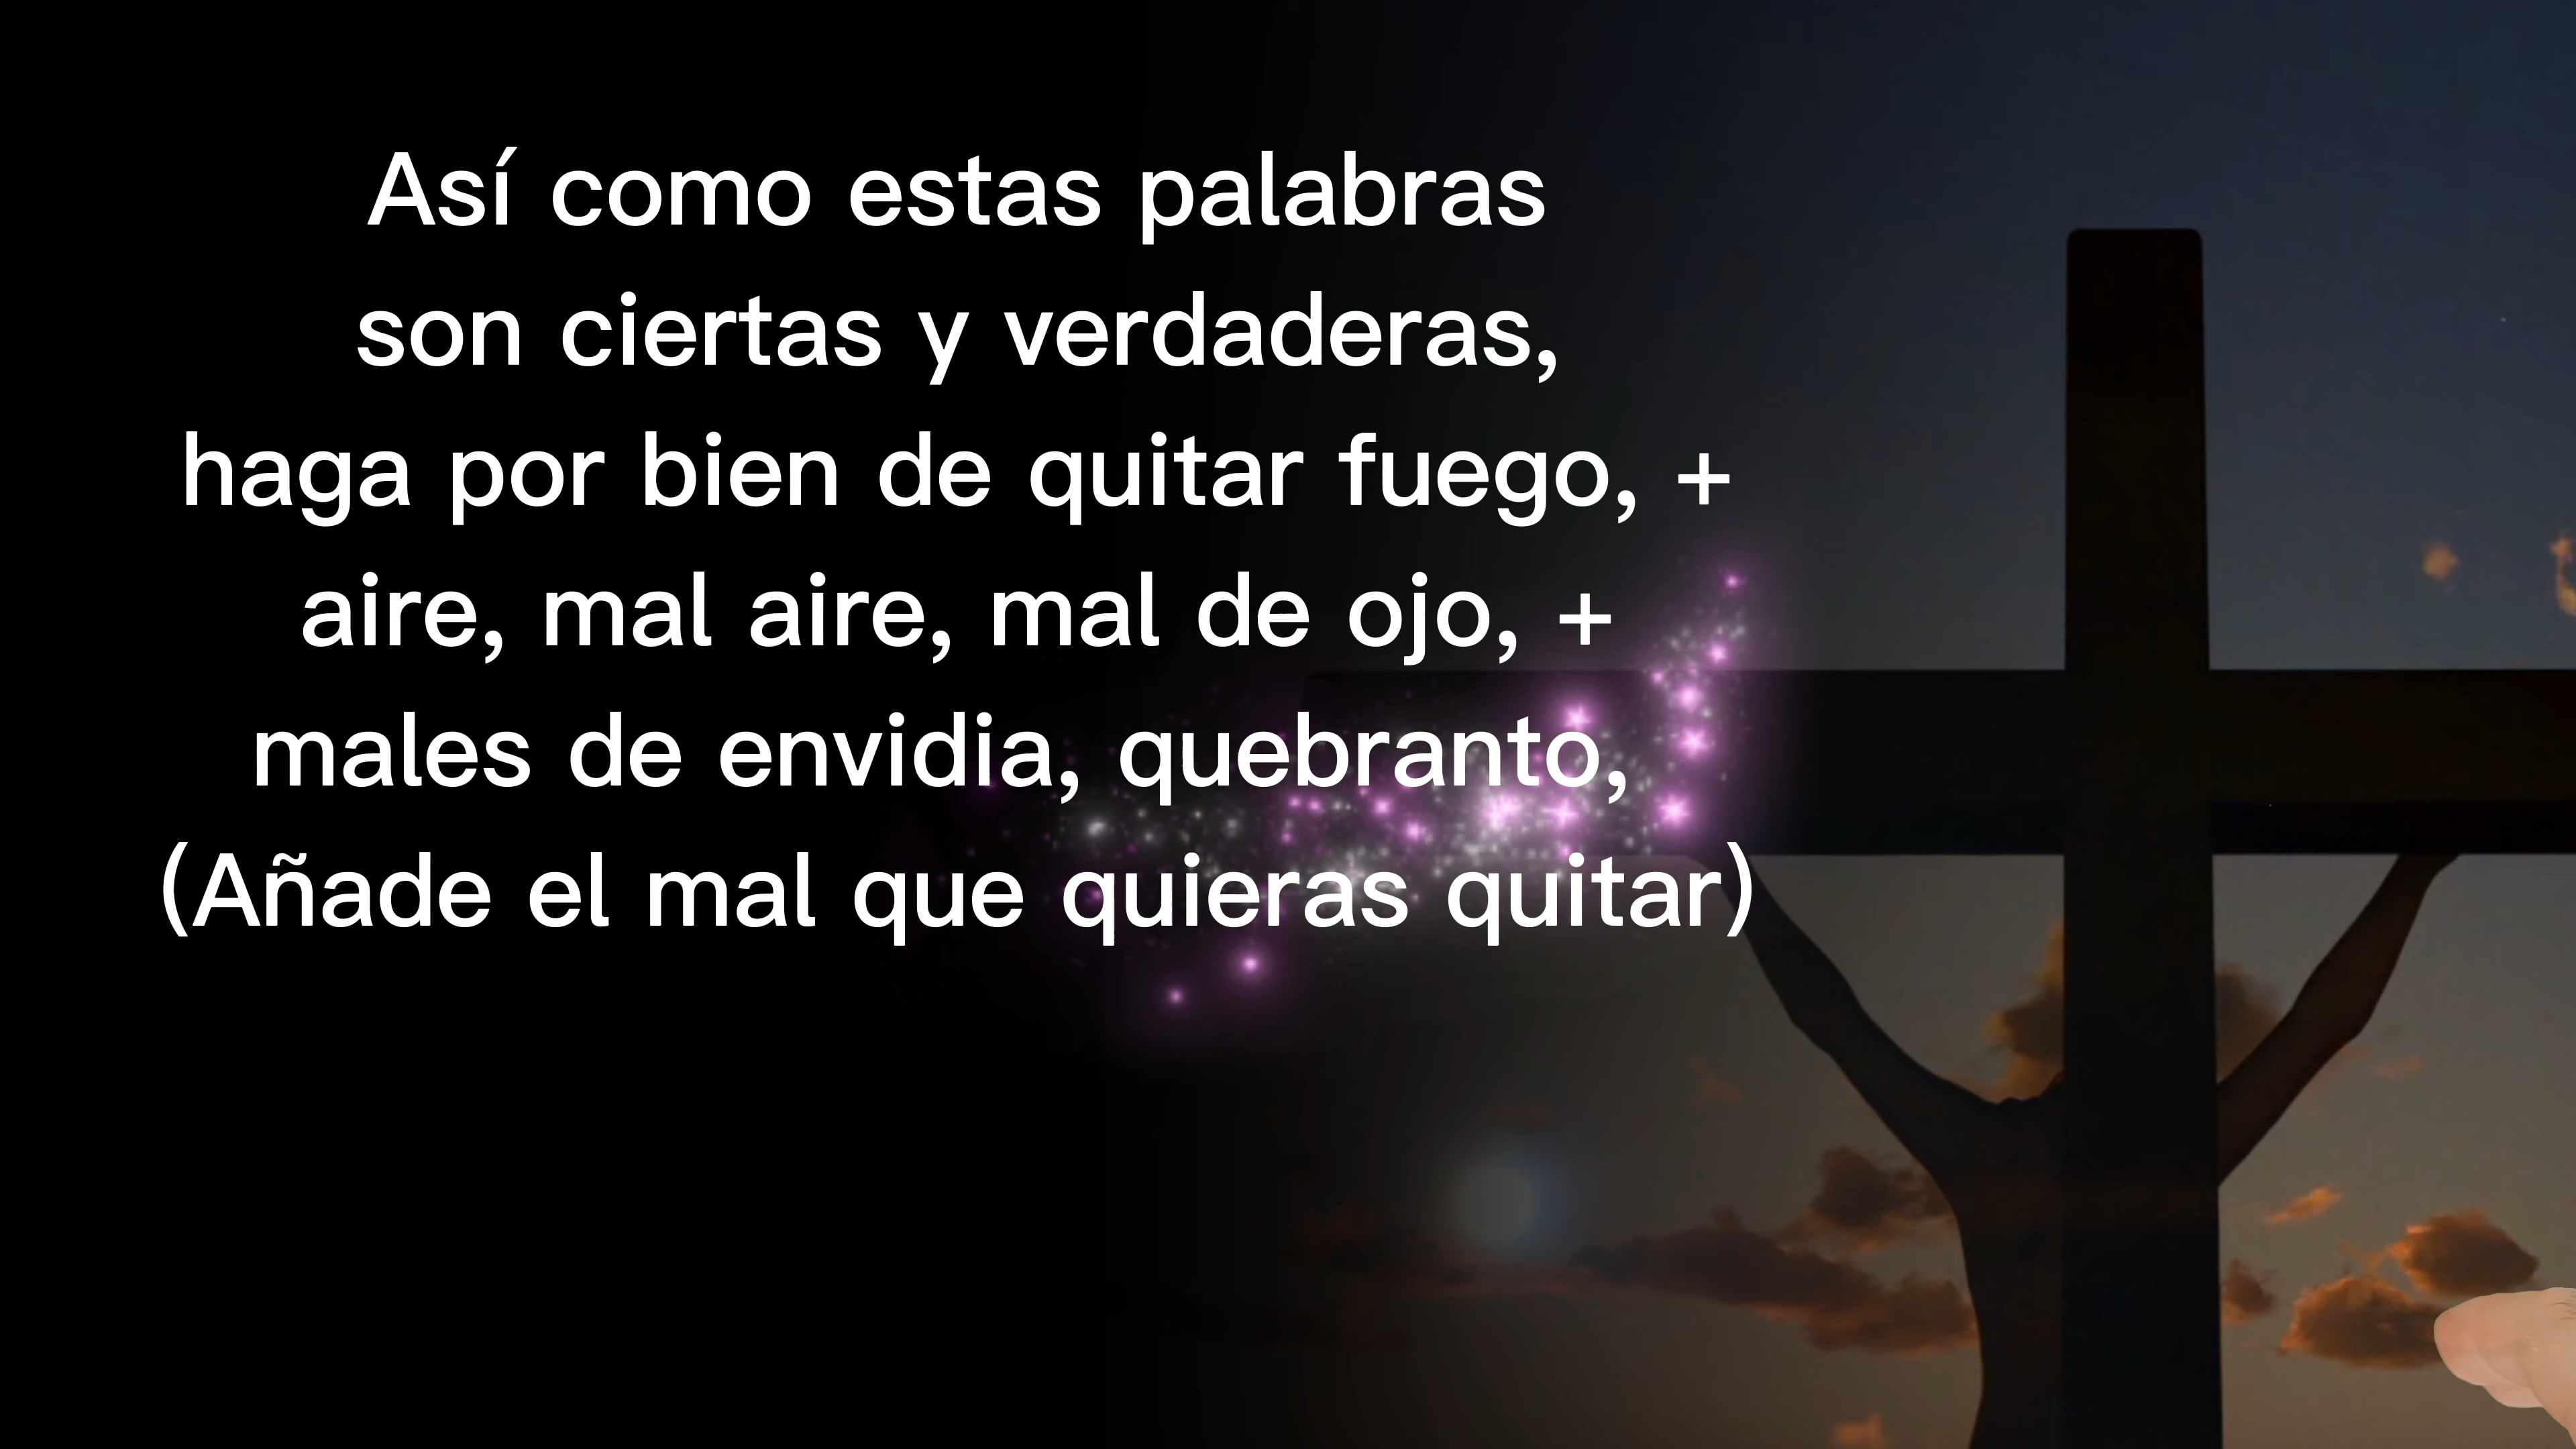 Así como estas palabras
son ciertas y verdaderas,
haga por bien de quitar fuego, +
aire, mal aire, mal de ojo, +
males de envidia, quebranto,
(Añade el mal que quieras quitar)